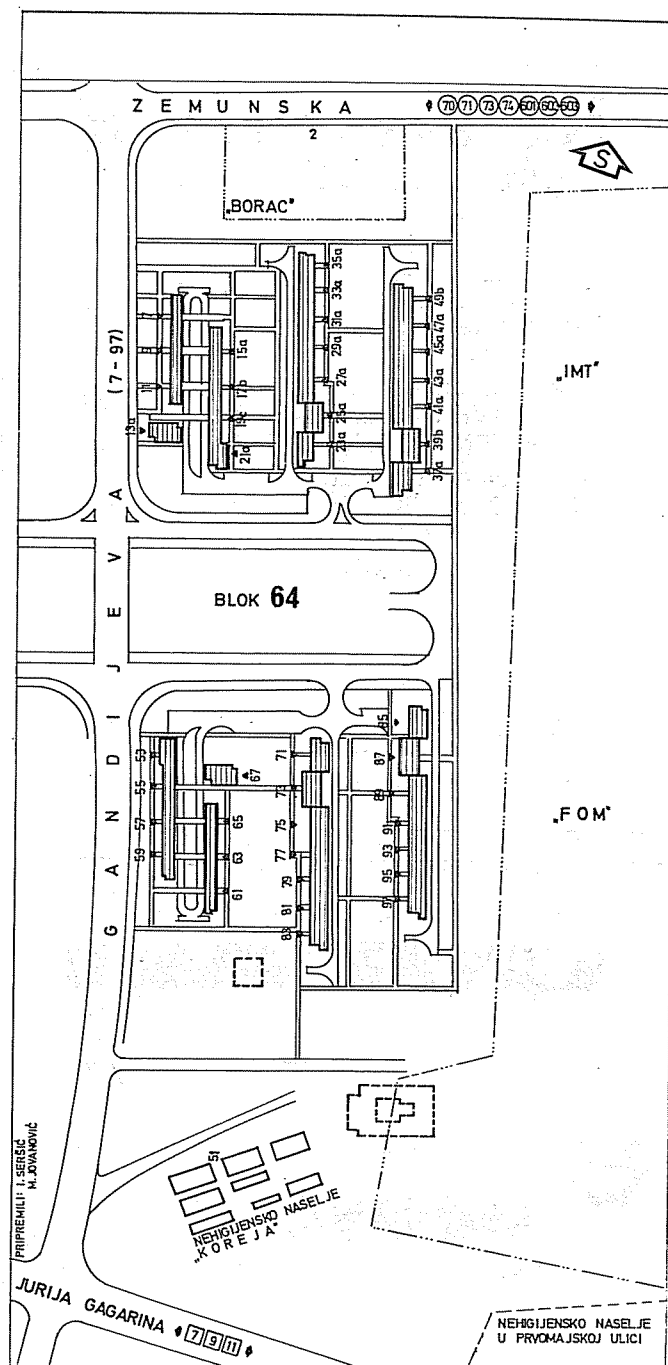 ZEMUNSKA
70 71 73 74 601 602 603
2
S
„BORAC"
35a
33a
31a
29a
27a
25a
23a
49b
47a
45a
43a
41a
39b
37a
15a
17b
19c
21a
13a
11
„IMT"
GANDIJEVA (7-97)
BLOK 64
53
55
57
59
67
65
63
61
71
73
75
77
79
81
83
85
87
89
91
93
95
97
„FOM"
PRIPREMILI: I. SERŠIĆ
M. JOVANOVIĆ
51
NEHIGIJENSKO NASELJE
„KOREJA"
JURIJA GAGARINA
7 9 11
NEHIGIJENSKO NASELJE
U PRVOMAJSKOJ ULICI